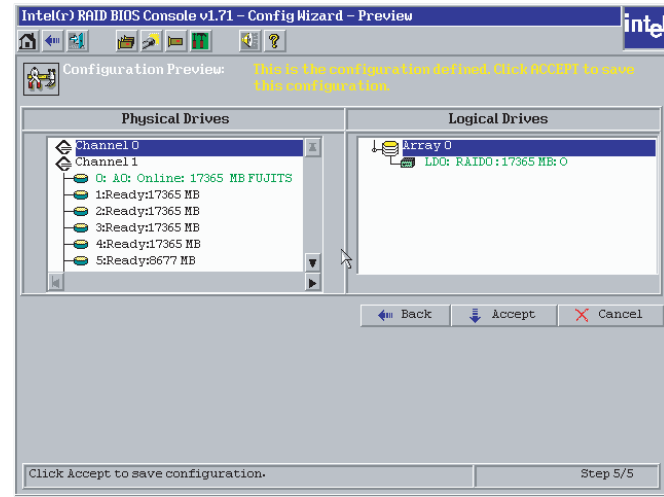 Intel(r) RAID BIOS Console v1.71 - Config Wizard - Preview
intel
Configuration Preview:
This is the configuration defined. Click ACCEPT to save
this configuration.
Physical Drives
Channel 0
Channel 1
0: A0: Online: 17365 MB FUJITS
1:Ready:17365 MB
2:Ready:17365 MB
3:Ready:17365 MB
4:Ready:17365 MB
5:Ready:8677 MB
Logical Drives
Array 0
LD0: RAID0:17365 MB: O
Back
Accept
Cancel
Click Accept to save configuration.
Step 5/5